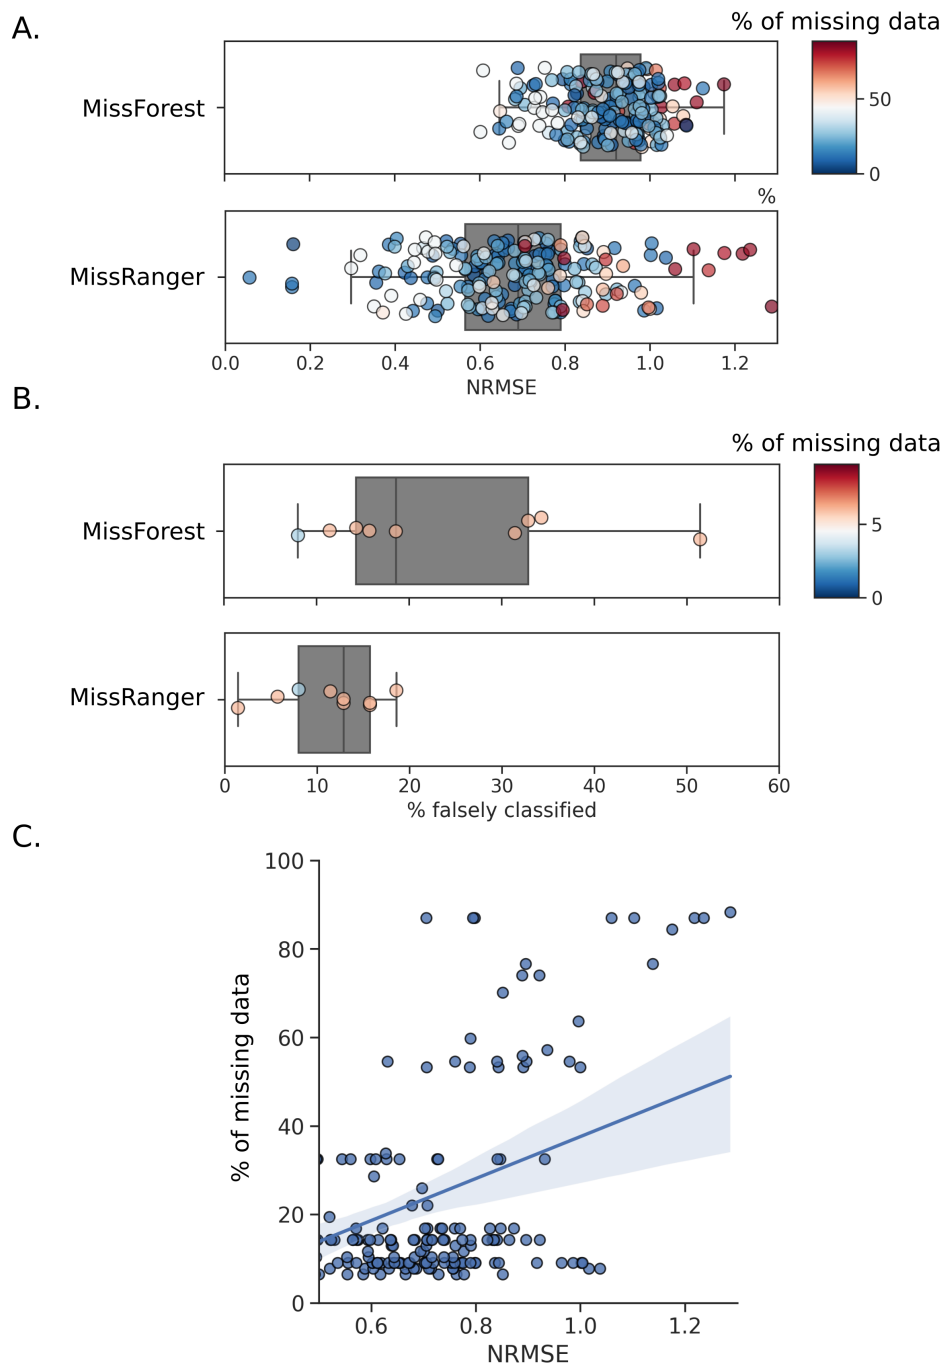 A.
% of missing data
MissForest
50
0
%
MissRanger
0.0 0.2 0.4 0.6 0.8 1.0 1.2
NRMSE
B.
% of missing data
MissForest
5
0
MissRanger
0 10 20 30 40 50 60
% falsely classified
C.
100
80
60
40
20
0
% of missing data
0.6 0.8 1.0 1.2
NRMSE